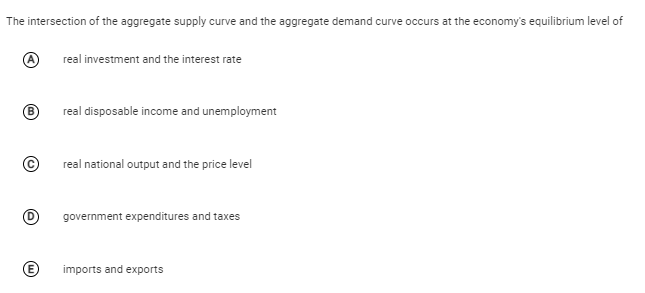 The intersection of the aggregate supply curve and the aggregate demand curve occurs at the economy's equilibrium level of
A real investment and the interest rate
B real disposable income and unemployment
C real national output and the price level
D government expenditures and taxes
E imports and exports